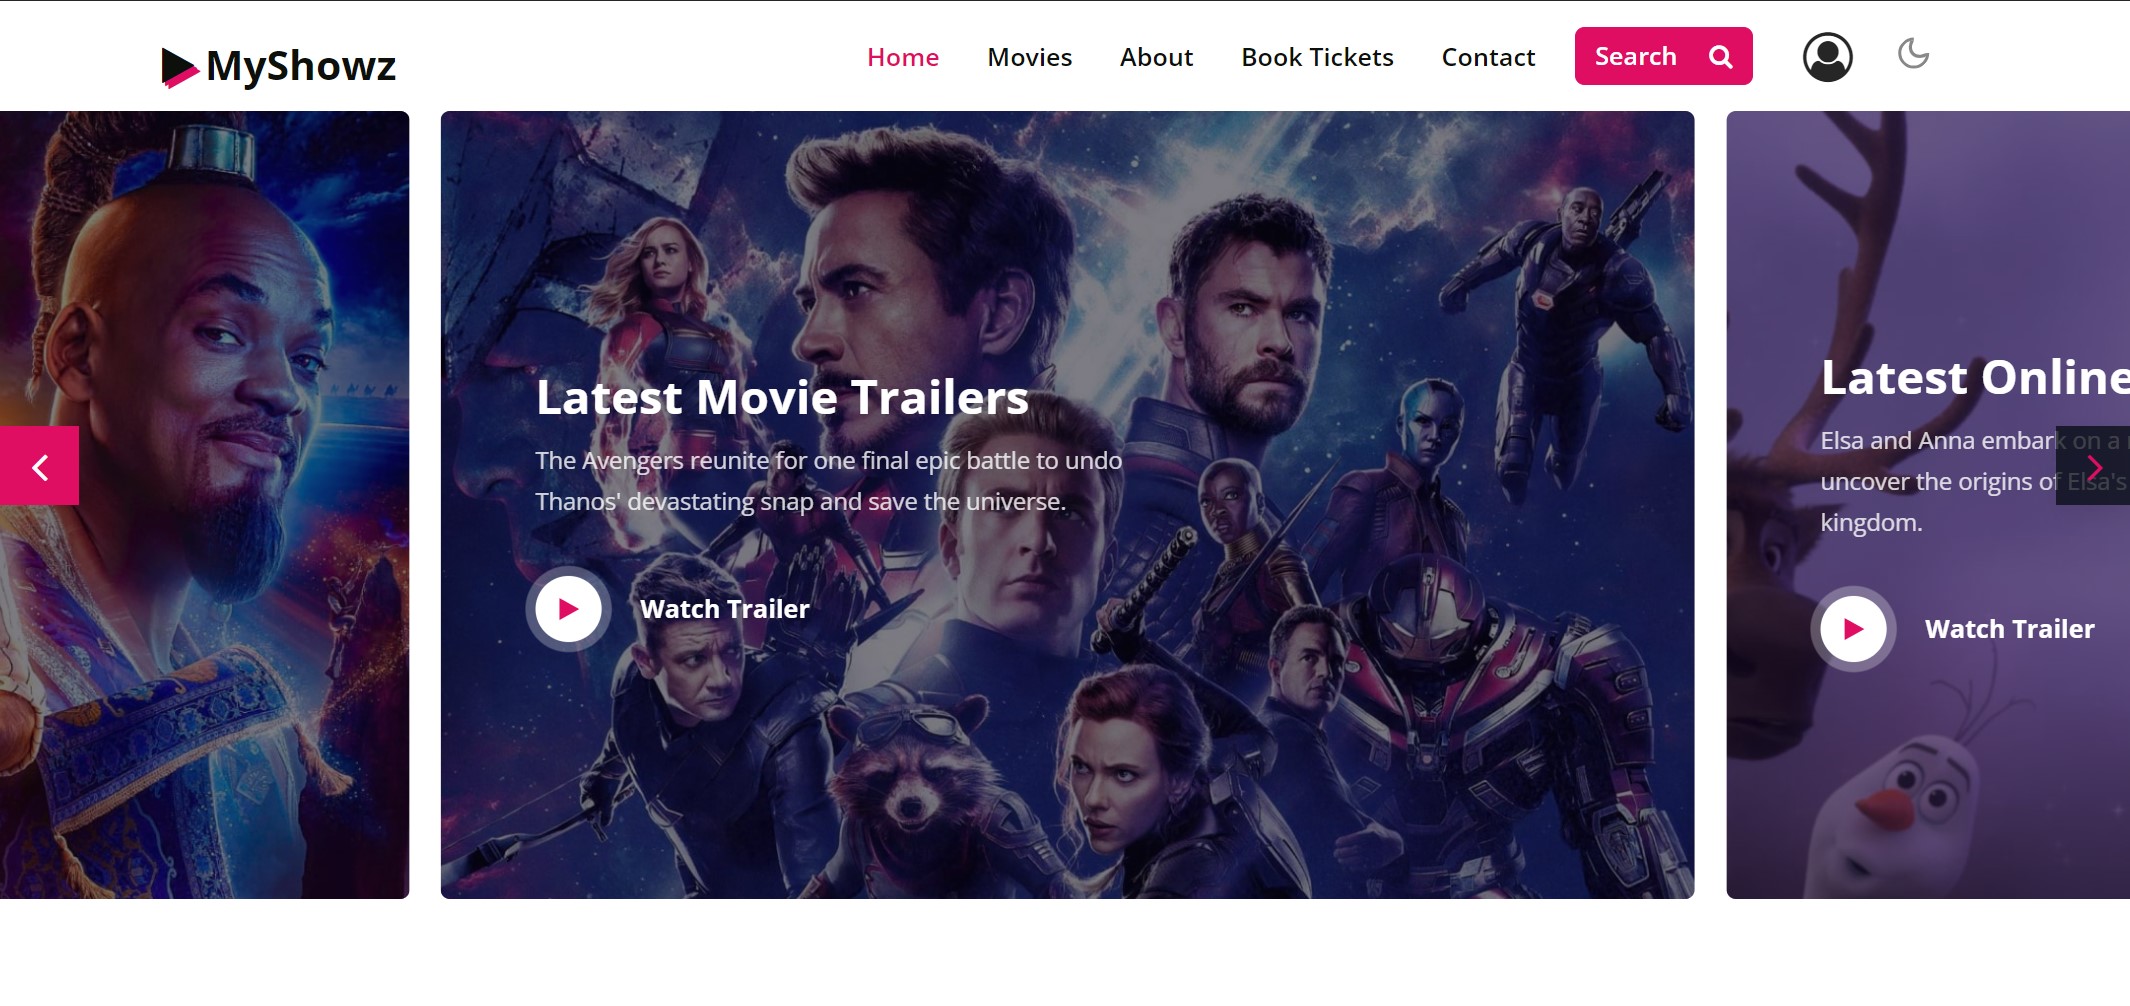 MyShowz
Home
Movies
About
Book Tickets
Contact
Search
Latest Movie Trailers
The Avengers reunite for one final epic battle to undo
Thanos' devastating snap and save the universe.
Watch Trailer
Latest Online
Elsa and Anna embark on a
uncover the origins of Elsa's
kingdom.
Watch Trailer